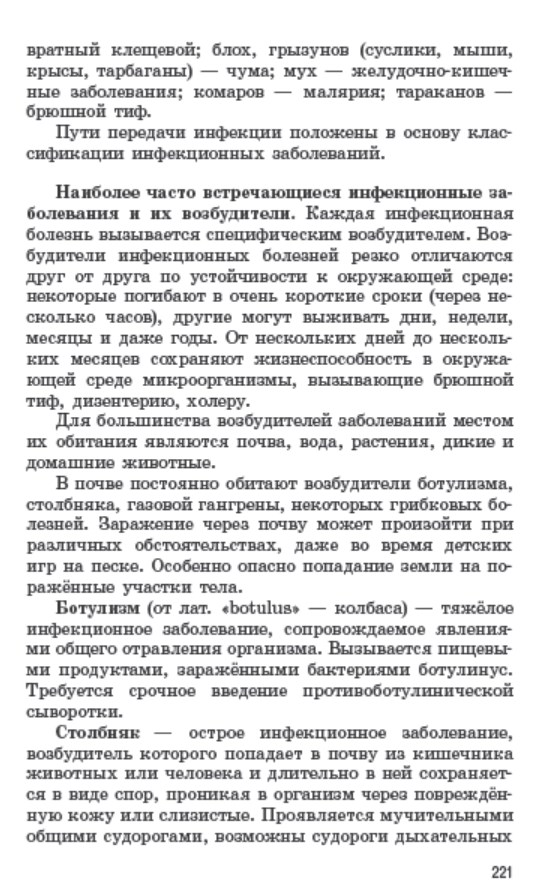 вратный клещевой; блох, грызунов (суслики, мыши,
крысы, тарбаганы) — чума; мух — желудочно-кишеч-
ные заболевания; комаров — малярия; тараканов —
брюшной тиф.
Пути передачи инфекции положены в основу клас-
сификации инфекционных заболеваний.
Наиболее часто встречающиеся инфекционные за-
болевания и их возбудители. Каждая инфекционная
болезнь вызывается специфическим возбудителем. Воз-
будители инфекционных болезней резко отличаются
друг от друга по устойчивости к окружающей среде:
некоторые погибают в очень короткие сроки (через не-
сколько часов), другие могут выживать дни, недели,
месяцы и даже годы. От нескольких дней до несколь-
ких месяцев сохраняют жизнеспособность в окружа-
ющей среде микроорганизмы, вызывающие брюшной
тиф, дизентерию, холеру.
Для большинства возбудителей заболеваний местом
их обитания являются почва, вода, растения, дикие и
домашние животные.
В почве постоянно обитают возбудители ботулизма,
столбняка, газовой гангрены, некоторых грибковых бо-
лезней. Заражение через почву может произойти при
различных обстоятельствах, даже во время детских
игр на песке. Особенно опасно попадание земли на по-
ражённые участки тела.
Ботулизм (от лат. «botulus» — колбаса) — тяжёлое
инфекционное заболевание, сопровождаемое явления-
ми общего отравления организма. Вызывается пищевы-
ми продуктами, заражёнными бактериями ботулинус.
Требуется срочное введение противоботулинической
сыворотки.
Столбняк — острое инфекционное заболевание,
возбудитель которого попадает в почву из кишечника
животных или человека и длительно в ней сохраняет-
ся в виде спор, проникая в организм через повреждён-
ную кожу или слизистые. Проявляется мучительными
общими судорогами, возможны судороги дыхательных
221